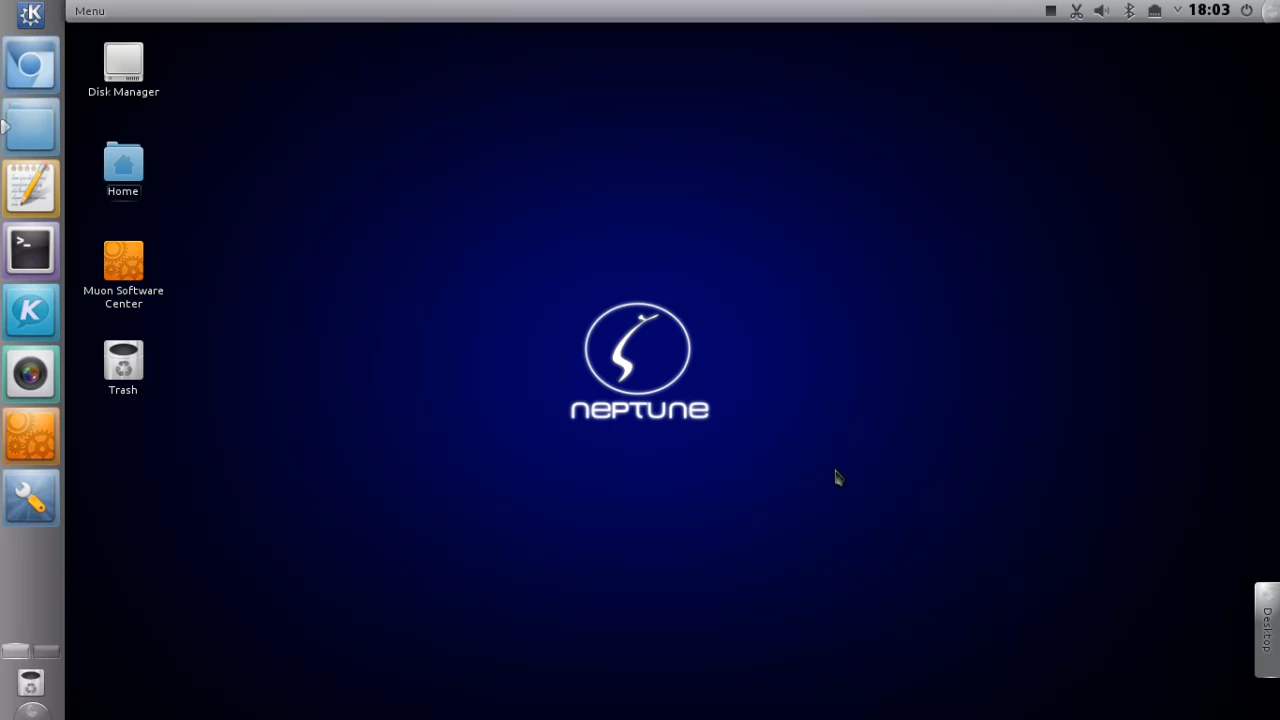 Menu
18:03
Disk Manager
Home
Muon Software
Center
Trash
NEPTUNE
Desktop